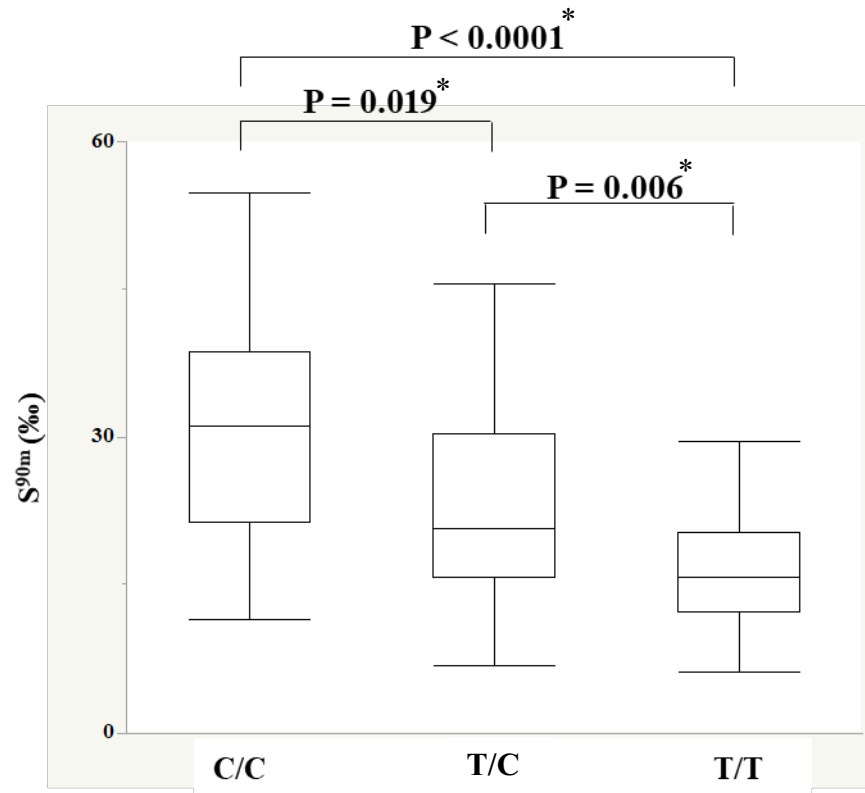 P < 0.0001*
P = 0.019*
60
P = 0.006*
30
S⁹⁰ᵐ (‰)
0
C/C T/C T/T